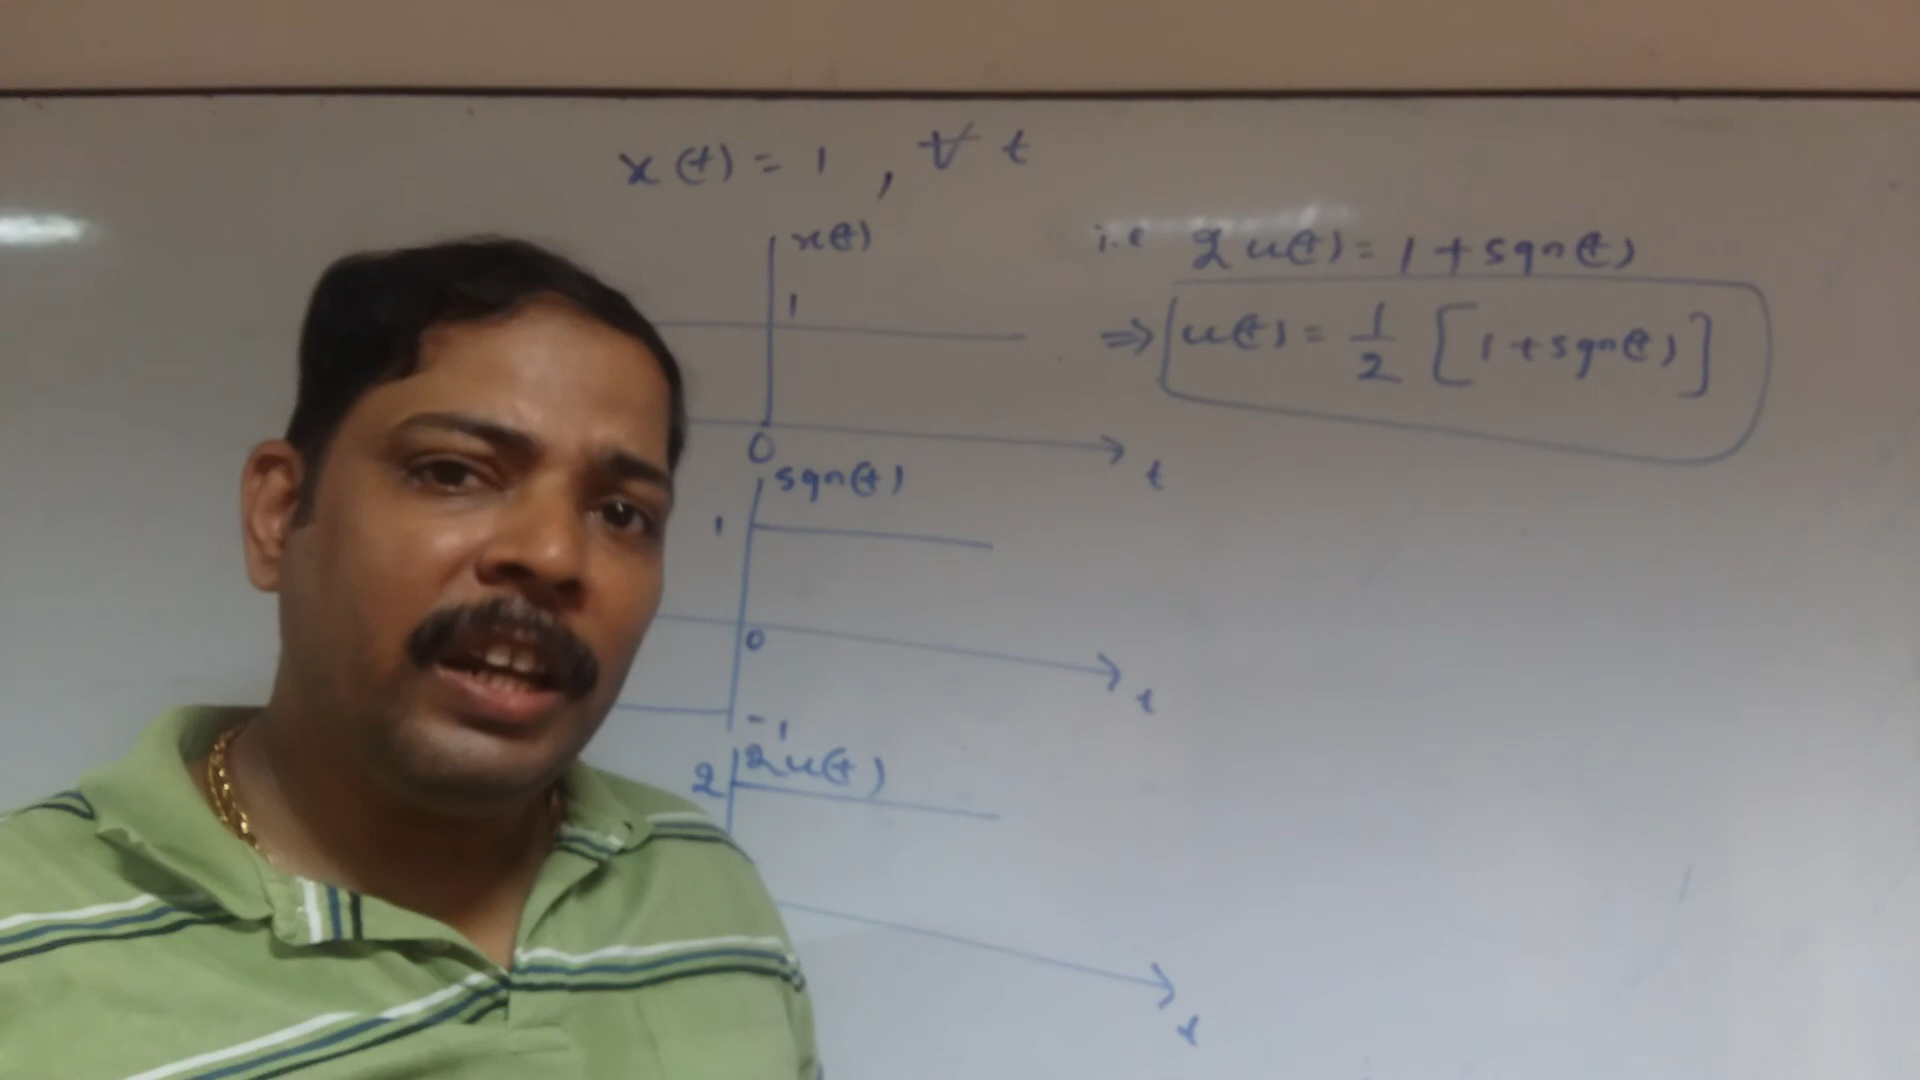 x(t) = 1 , ∀ t
x(t)
1
0
t
sgn(t)
1
0
-1
t
2u(t)
2
t
i.e 2u(t) = 1 + sgn(t)
⇒ u(t) = 1/2 [1 + sgn(t)]